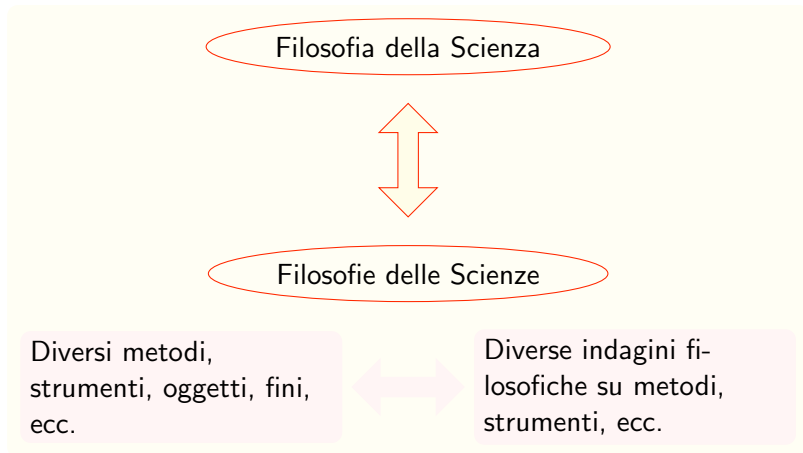 Filosofia della Scienza
Filosofie delle Scienze
Diversi metodi,
strumenti, oggetti, fini,
ecc.
Diverse indagini fi-
losofiche su metodi,
strumenti, ecc.